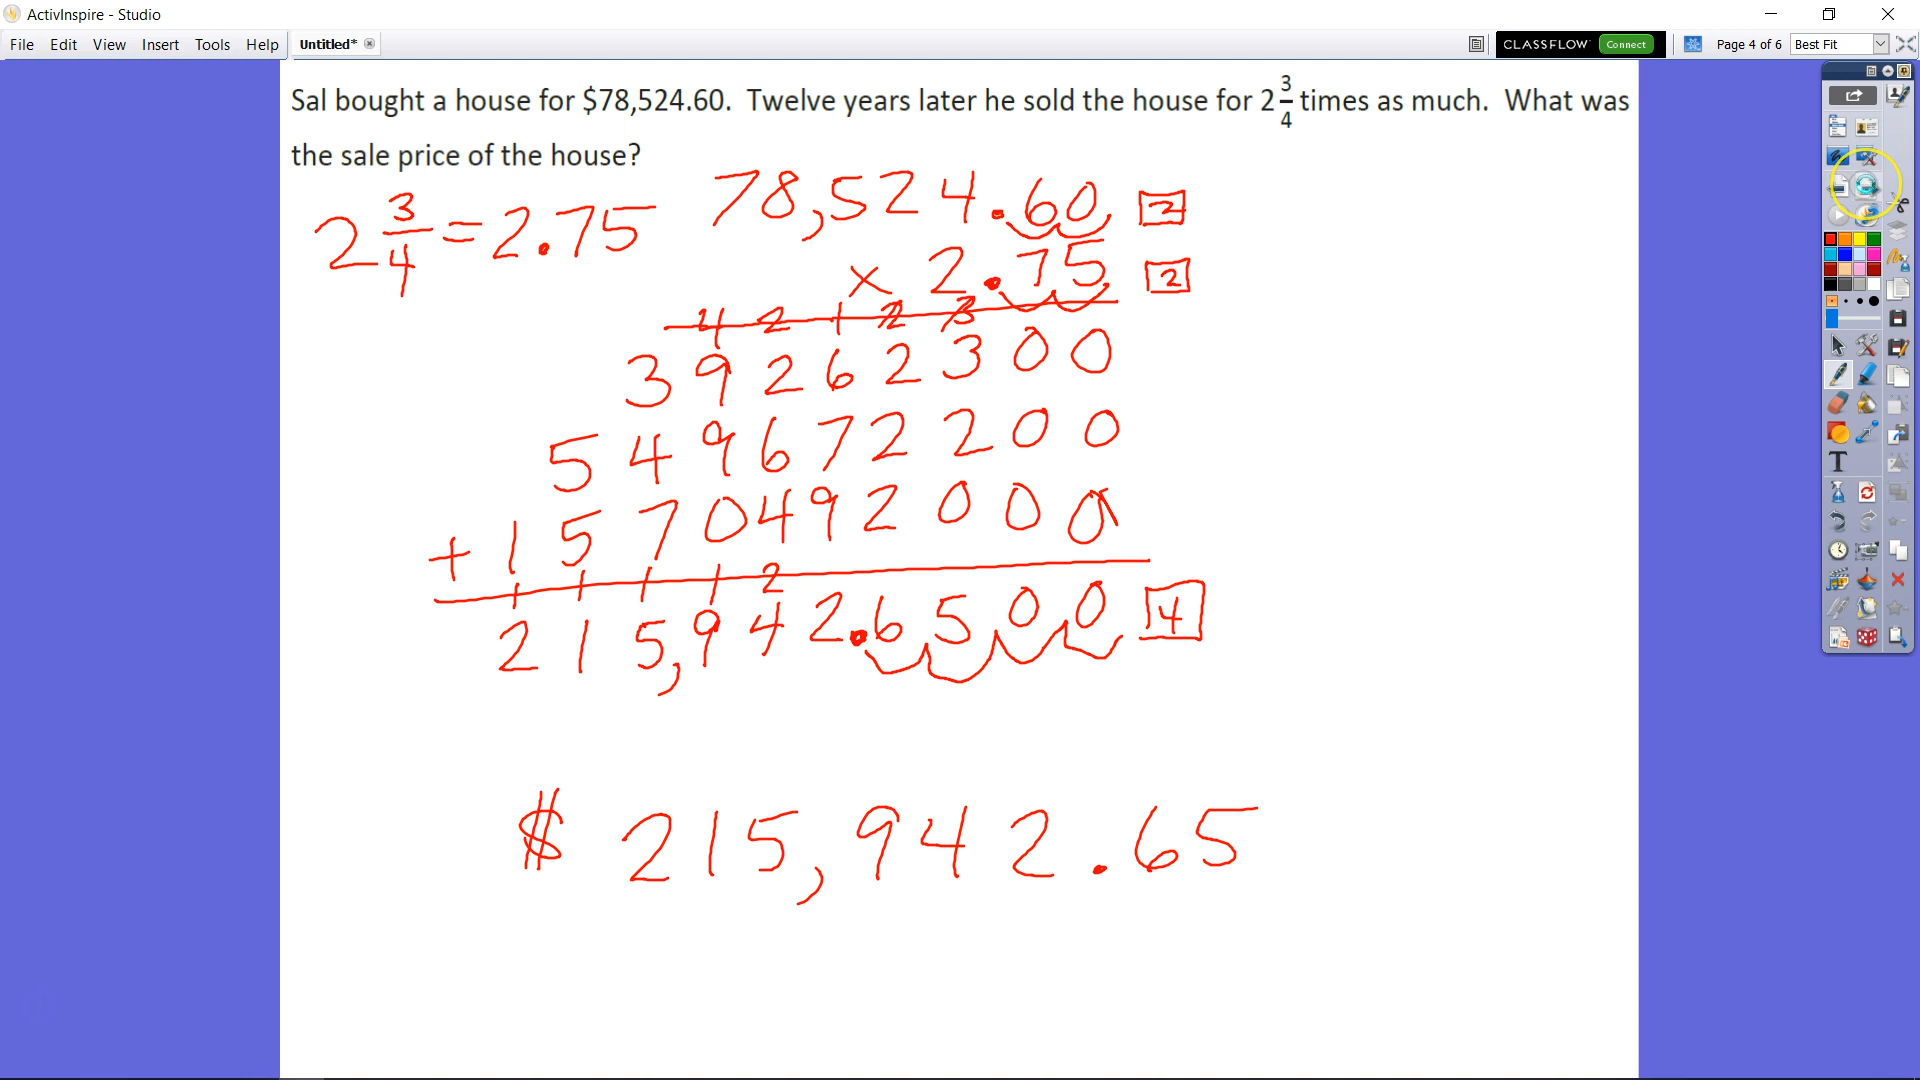 ActivInspire - Studio
File Edit View Insert Tools Help Untitled* CLASSFLOW Connect Page 4 of 6 Best Fit
Sal bought a house for $78,524.60. Twelve years later he sold the house for 2 3/4 times as much. What was
the sale price of the house?
2 3/4 = 2.75
78,524.60 2
x 2.75 2
4 2 1 2 3
3 9 2 6 2 3 0 0
5 4 9 6 7 2 2 0 0
+ 1 5 7 0 4 9 2 0 0 0
1 1 1 1 2
2 1 5, 9 4 2 . 6 5 0 0 4
$ 215,942.65
T